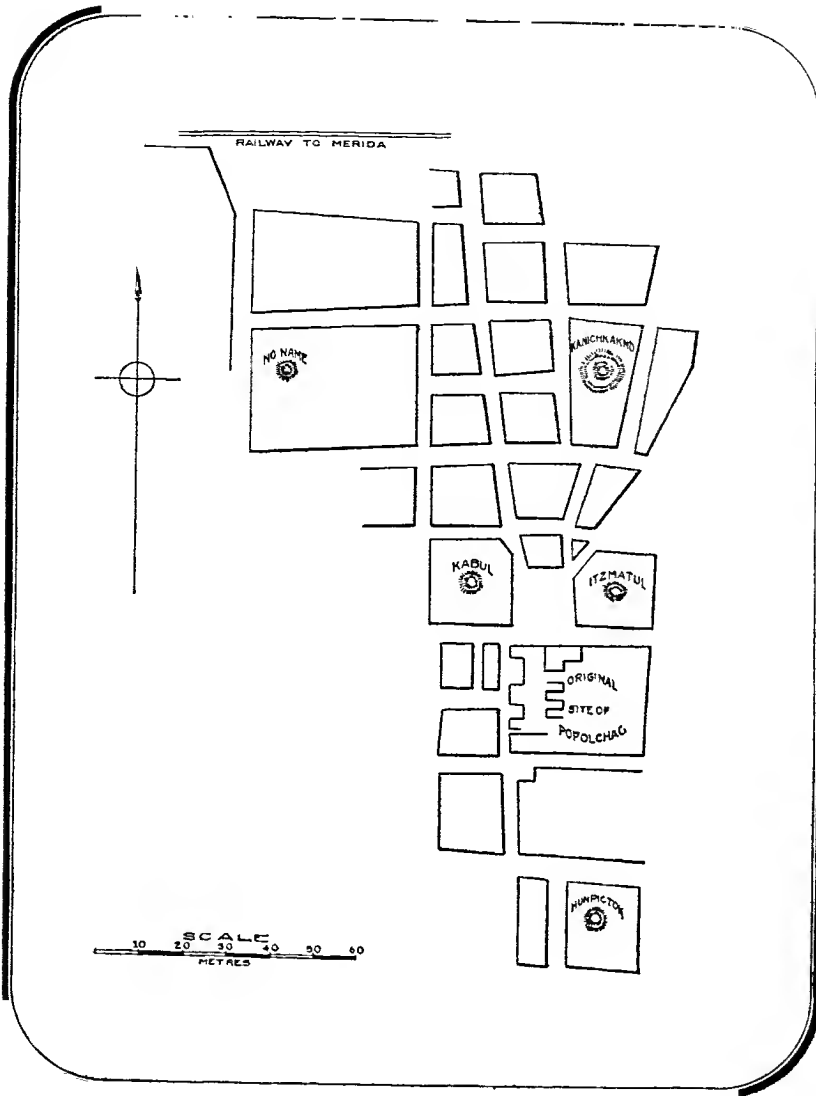 RAILWAY TO MERIDA
NO NAME
KANICHKAKMO
KABUL
ITZMATUL
ORIGINAL
SITE OF
POPOLCHAC
HUNPICTOK
SCALE
10 20 30 40 50 60
METRES